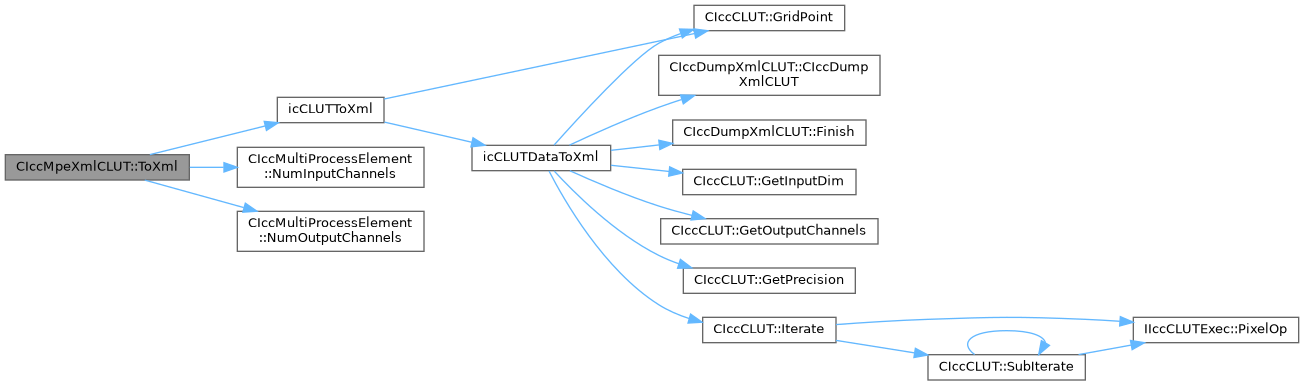 CIccCLUT::GridPoint
CIccDumpXmlCLUT::CIccDump
XmlCLUT
icCLUTToXml
CIccDumpXmlCLUT::Finish
CIccMpeXmlCLUT::ToXml
CIccMultiProcessElement
::NumInputChannels
icCLUTDataToXml
CIccCLUT::GetInputDim
CIccMultiProcessElement
::NumOutputChannels
CIccCLUT::GetOutputChannels
CIccCLUT::GetPrecision
CIccCLUT::Iterate
IIccCLUTExec::PixelOp
CIccCLUT::SubIterate